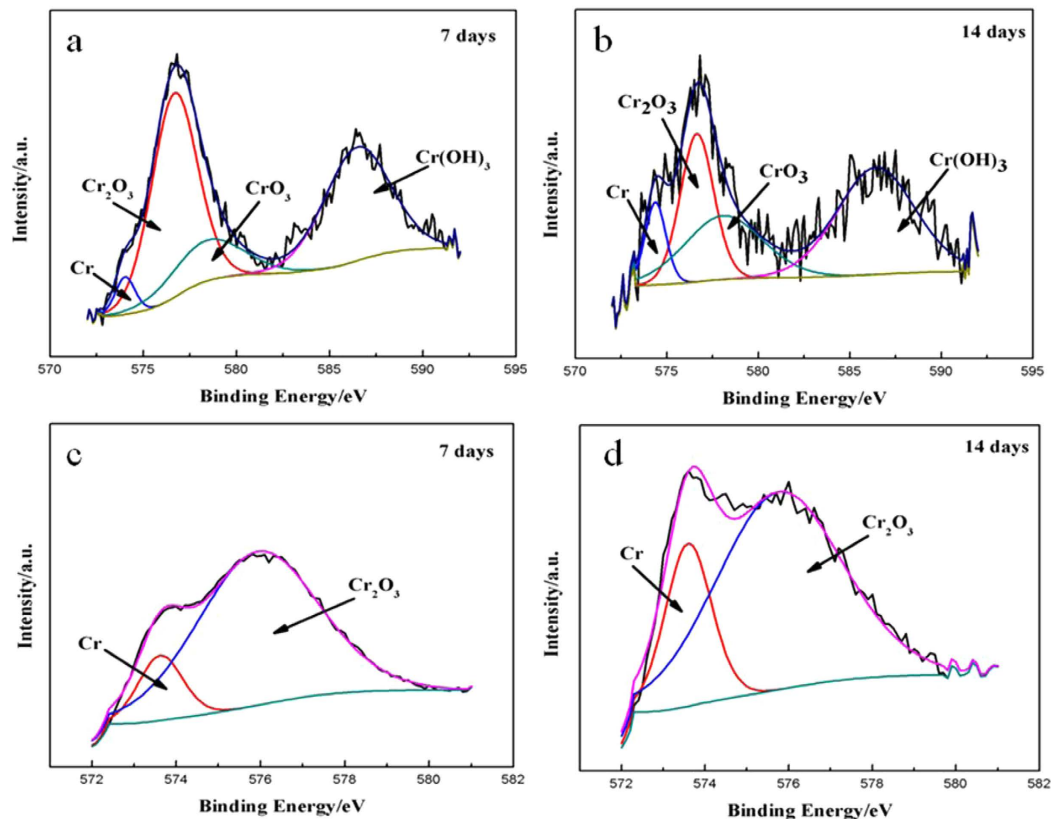 a
7 days
Intensity/a.u.
Cr₂O₃
CrO₃
Cr(OH)₃
Cr
570 575 580 585 590 595
Binding Energy/eV
b
14 days
Intensity/a.u.
Cr₂O₃
CrO₃
Cr(OH)₃
Cr
570 575 580 585 590 595
Binding Energy/eV
c
7 days
Intensity/a.u.
Cr₂O₃
Cr
572 574 576 578 580 582
Binding Energy/eV
d
14 days
Intensity/a.u.
Cr₂O₃
Cr
572 574 576 578 580 582
Binding Energy/eV